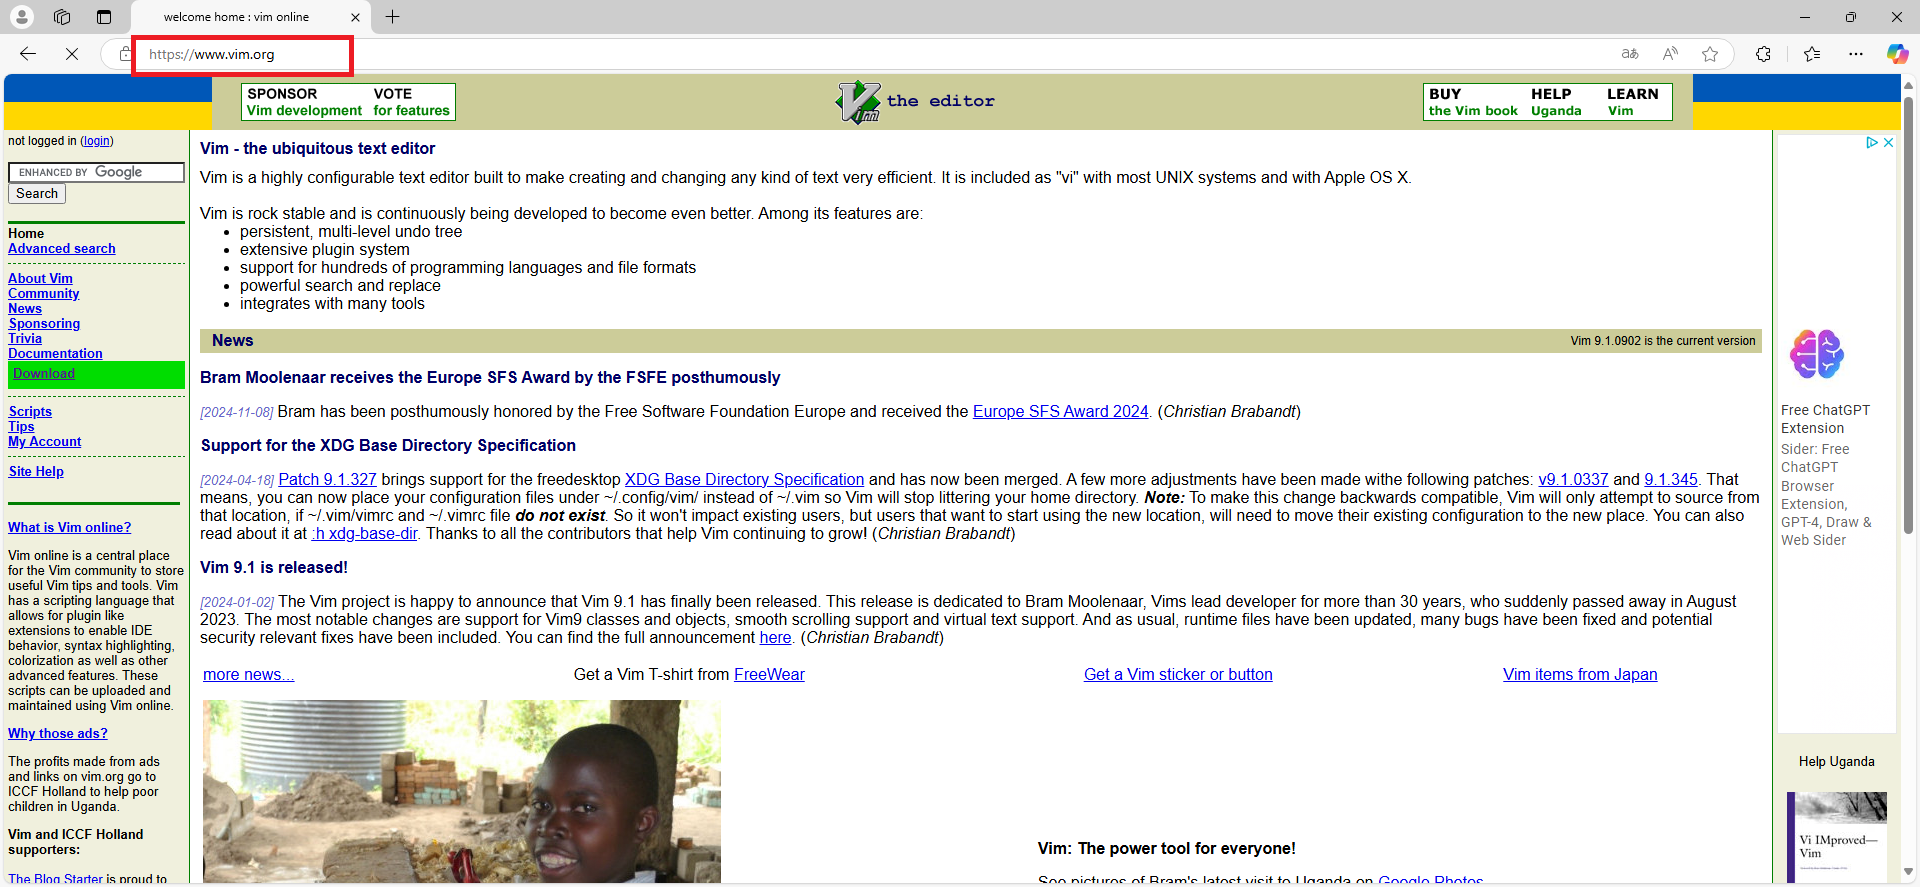 welcome home : vim online
https://www.vim.org
SPONSOR VOTE
Vim development for features
Vim the editor
BUY HELP LEARN
the Vim book Uganda Vim
not logged in (login)
ENHANCED BY Google
Search
Home
Advanced search
About Vim
Community
News
Sponsoring
Trivia
Documentation
Download
Scripts
Tips
My Account
Site Help
What is Vim online?
Vim online is a central place
for the Vim community to store
useful Vim tips and tools. Vim
has a scripting language that
allows for plugin like
extensions to enable IDE
behavior, syntax highlighting,
colorization as well as other
advanced features. These
scripts can be uploaded and
maintained using Vim online.
Why those ads?
The profits made from ads
and links on vim.org go to
ICCF Holland to help poor
children in Uganda.
Vim and ICCF Holland
supporters:
The Blog Starter is proud to
Vim - the ubiquitous text editor
Vim is a highly configurable text editor built to make creating and changing any kind of text very efficient. It is included as "vi" with most UNIX systems and with Apple OS X.
Vim is rock stable and is continuously being developed to become even better. Among its features are:
• persistent, multi-level undo tree
• extensive plugin system
• support for hundreds of programming languages and file formats
• powerful search and replace
• integrates with many tools
News Vim 9.1.0902 is the current version
Bram Moolenaar receives the Europe SFS Award by the FSFE posthumously
[2024-11-08] Bram has been posthumously honored by the Free Software Foundation Europe and received the Europe SFS Award 2024. (Christian Brabandt)
Support for the XDG Base Directory Specification
[2024-04-18] Patch 9.1.327 brings support for the freedesktop XDG Base Directory Specification and has now been merged. A few more adjustments have been made withe following patches: v9.1.0337 and 9.1.345. That
means, you can now place your configuration files under ~/.config/vim/ instead of ~/.vim so Vim will stop littering your home directory. Note: To make this change backwards compatible, Vim will only attempt to source from
that location, if ~/.vim/vimrc and ~/.vimrc file do not exist. So it won't impact existing users, but users that want to start using the new location, will need to move their existing configuration to the new place. You can also
read about it at :h xdg-base-dir. Thanks to all the contributors that help Vim continuing to grow! (Christian Brabandt)
Vim 9.1 is released!
[2024-01-02] The Vim project is happy to announce that Vim 9.1 has finally been released. This release is dedicated to Bram Moolenaar, Vims lead developer for more than 30 years, who suddenly passed away in August
2023. The most notable changes are support for Vim9 classes and objects, smooth scrolling support and virtual text support. And as usual, runtime files have been updated, many bugs have been fixed and potential
security relevant fixes have been included. You can find the full announcement here. (Christian Brabandt)
more news... Get a Vim T-shirt from FreeWear Get a Vim sticker or button Vim items from Japan
Vim: The power tool for everyone!
See pictures of Bram's latest visit to Uganda on Google Photos
Free ChatGPT
Extension
Sider: Free
ChatGPT
Browser
Extension,
GPT-4, Draw &
Web Sider
Help Uganda
Vi IMproved—
Vim